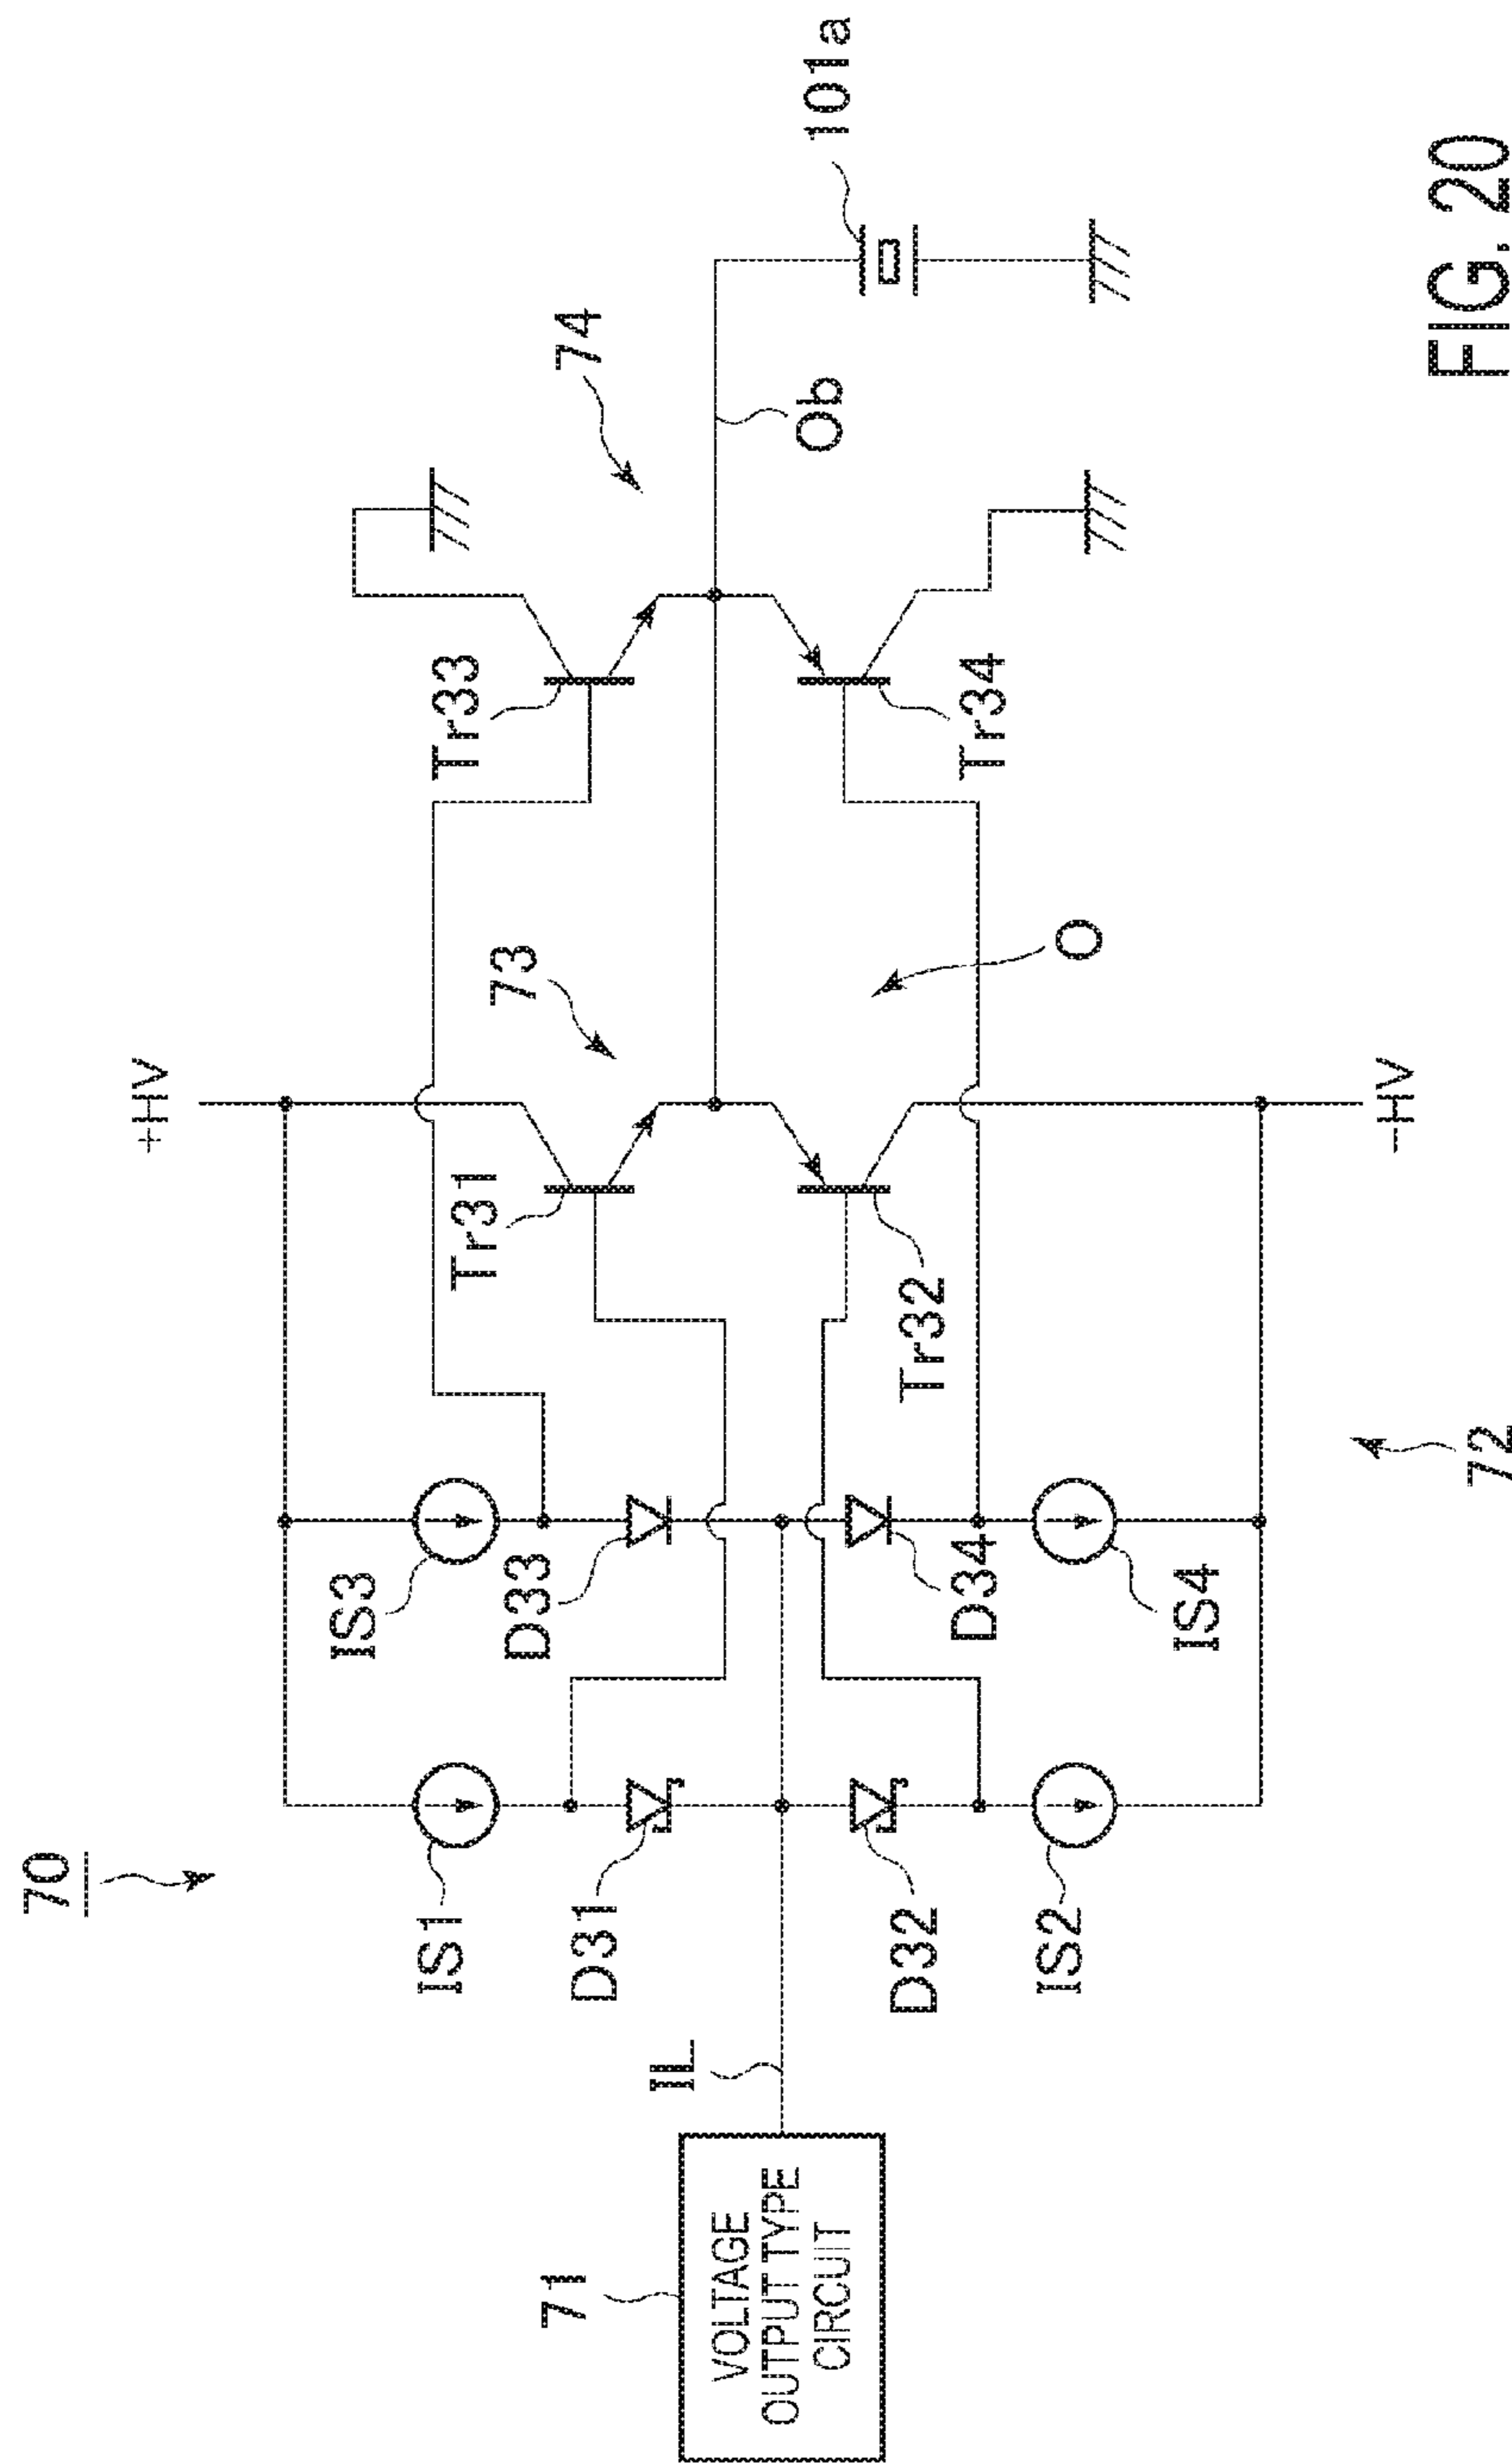 70
+HV
IS1
IS3
Tr31
73
Tr33
74
D31
D33
71
IL
VOLTAGE
OUTPUT TYPE
CIRCUIT
Ob
101a
D32
D34
Tr32
Tr34
O
IS2
IS4
-HV
72
FIG. 20